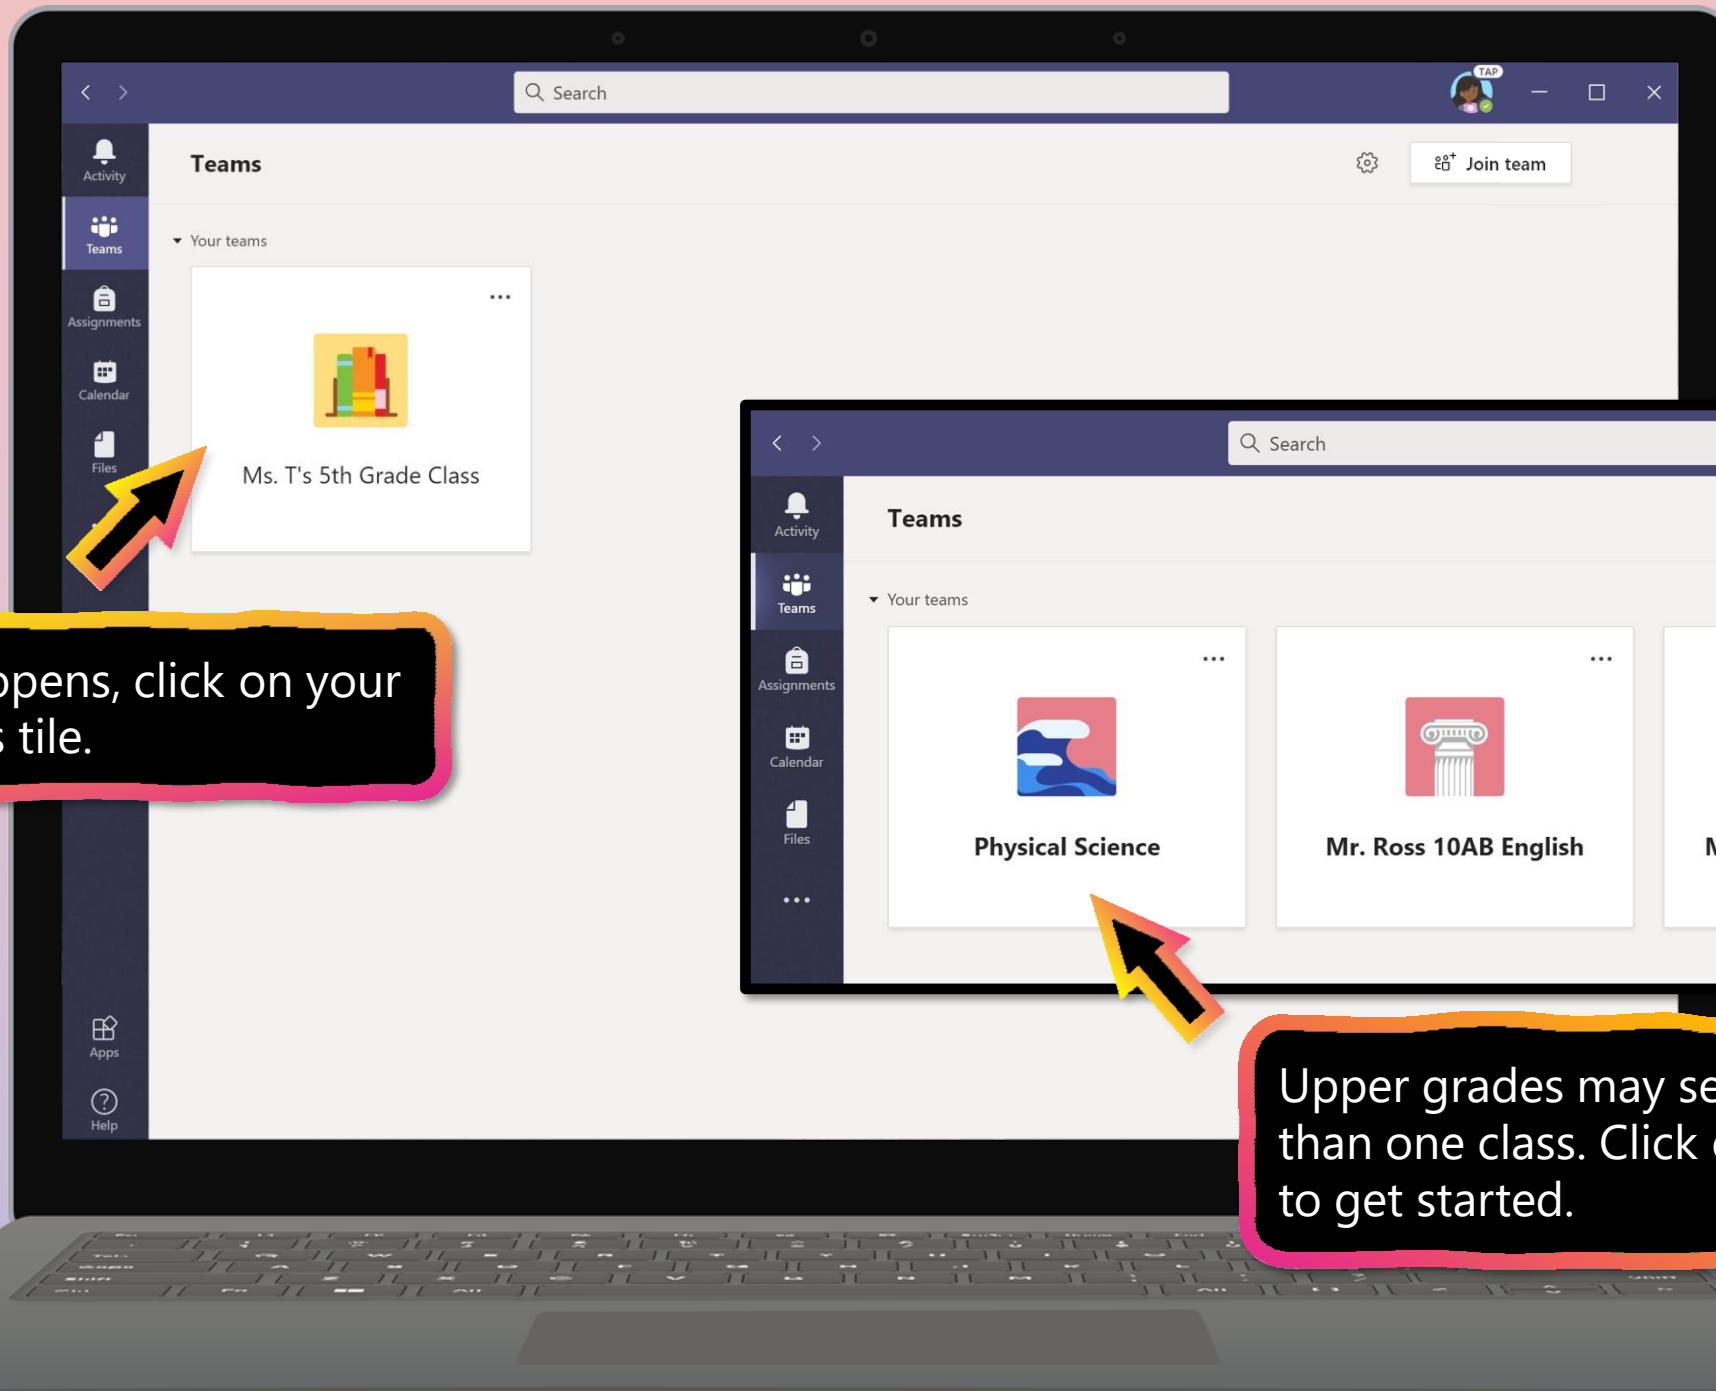 TAP
Search
Activity
Teams
Join team
Teams
Your teams
Assignments
Calendar
Files
Ms. T's 5th Grade Class
click on your
tile.
Apps
Help
Search
Activity
Teams
Teams
Your teams
Assignments
Calendar
Files
Physical Science
Mr. Ross 10AB English
Upper grades may
than one class. Click
to get started.